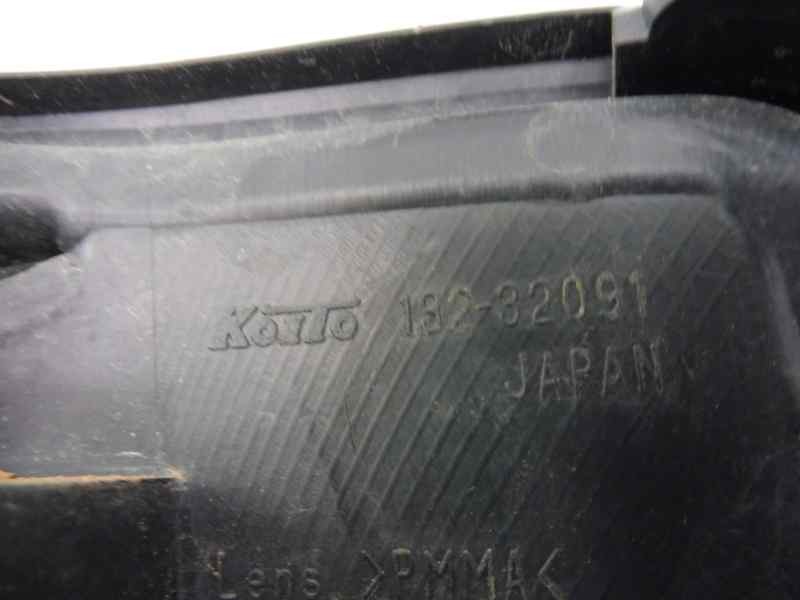 KOITO 132-32091
JAPAN
Lens >PMMA<